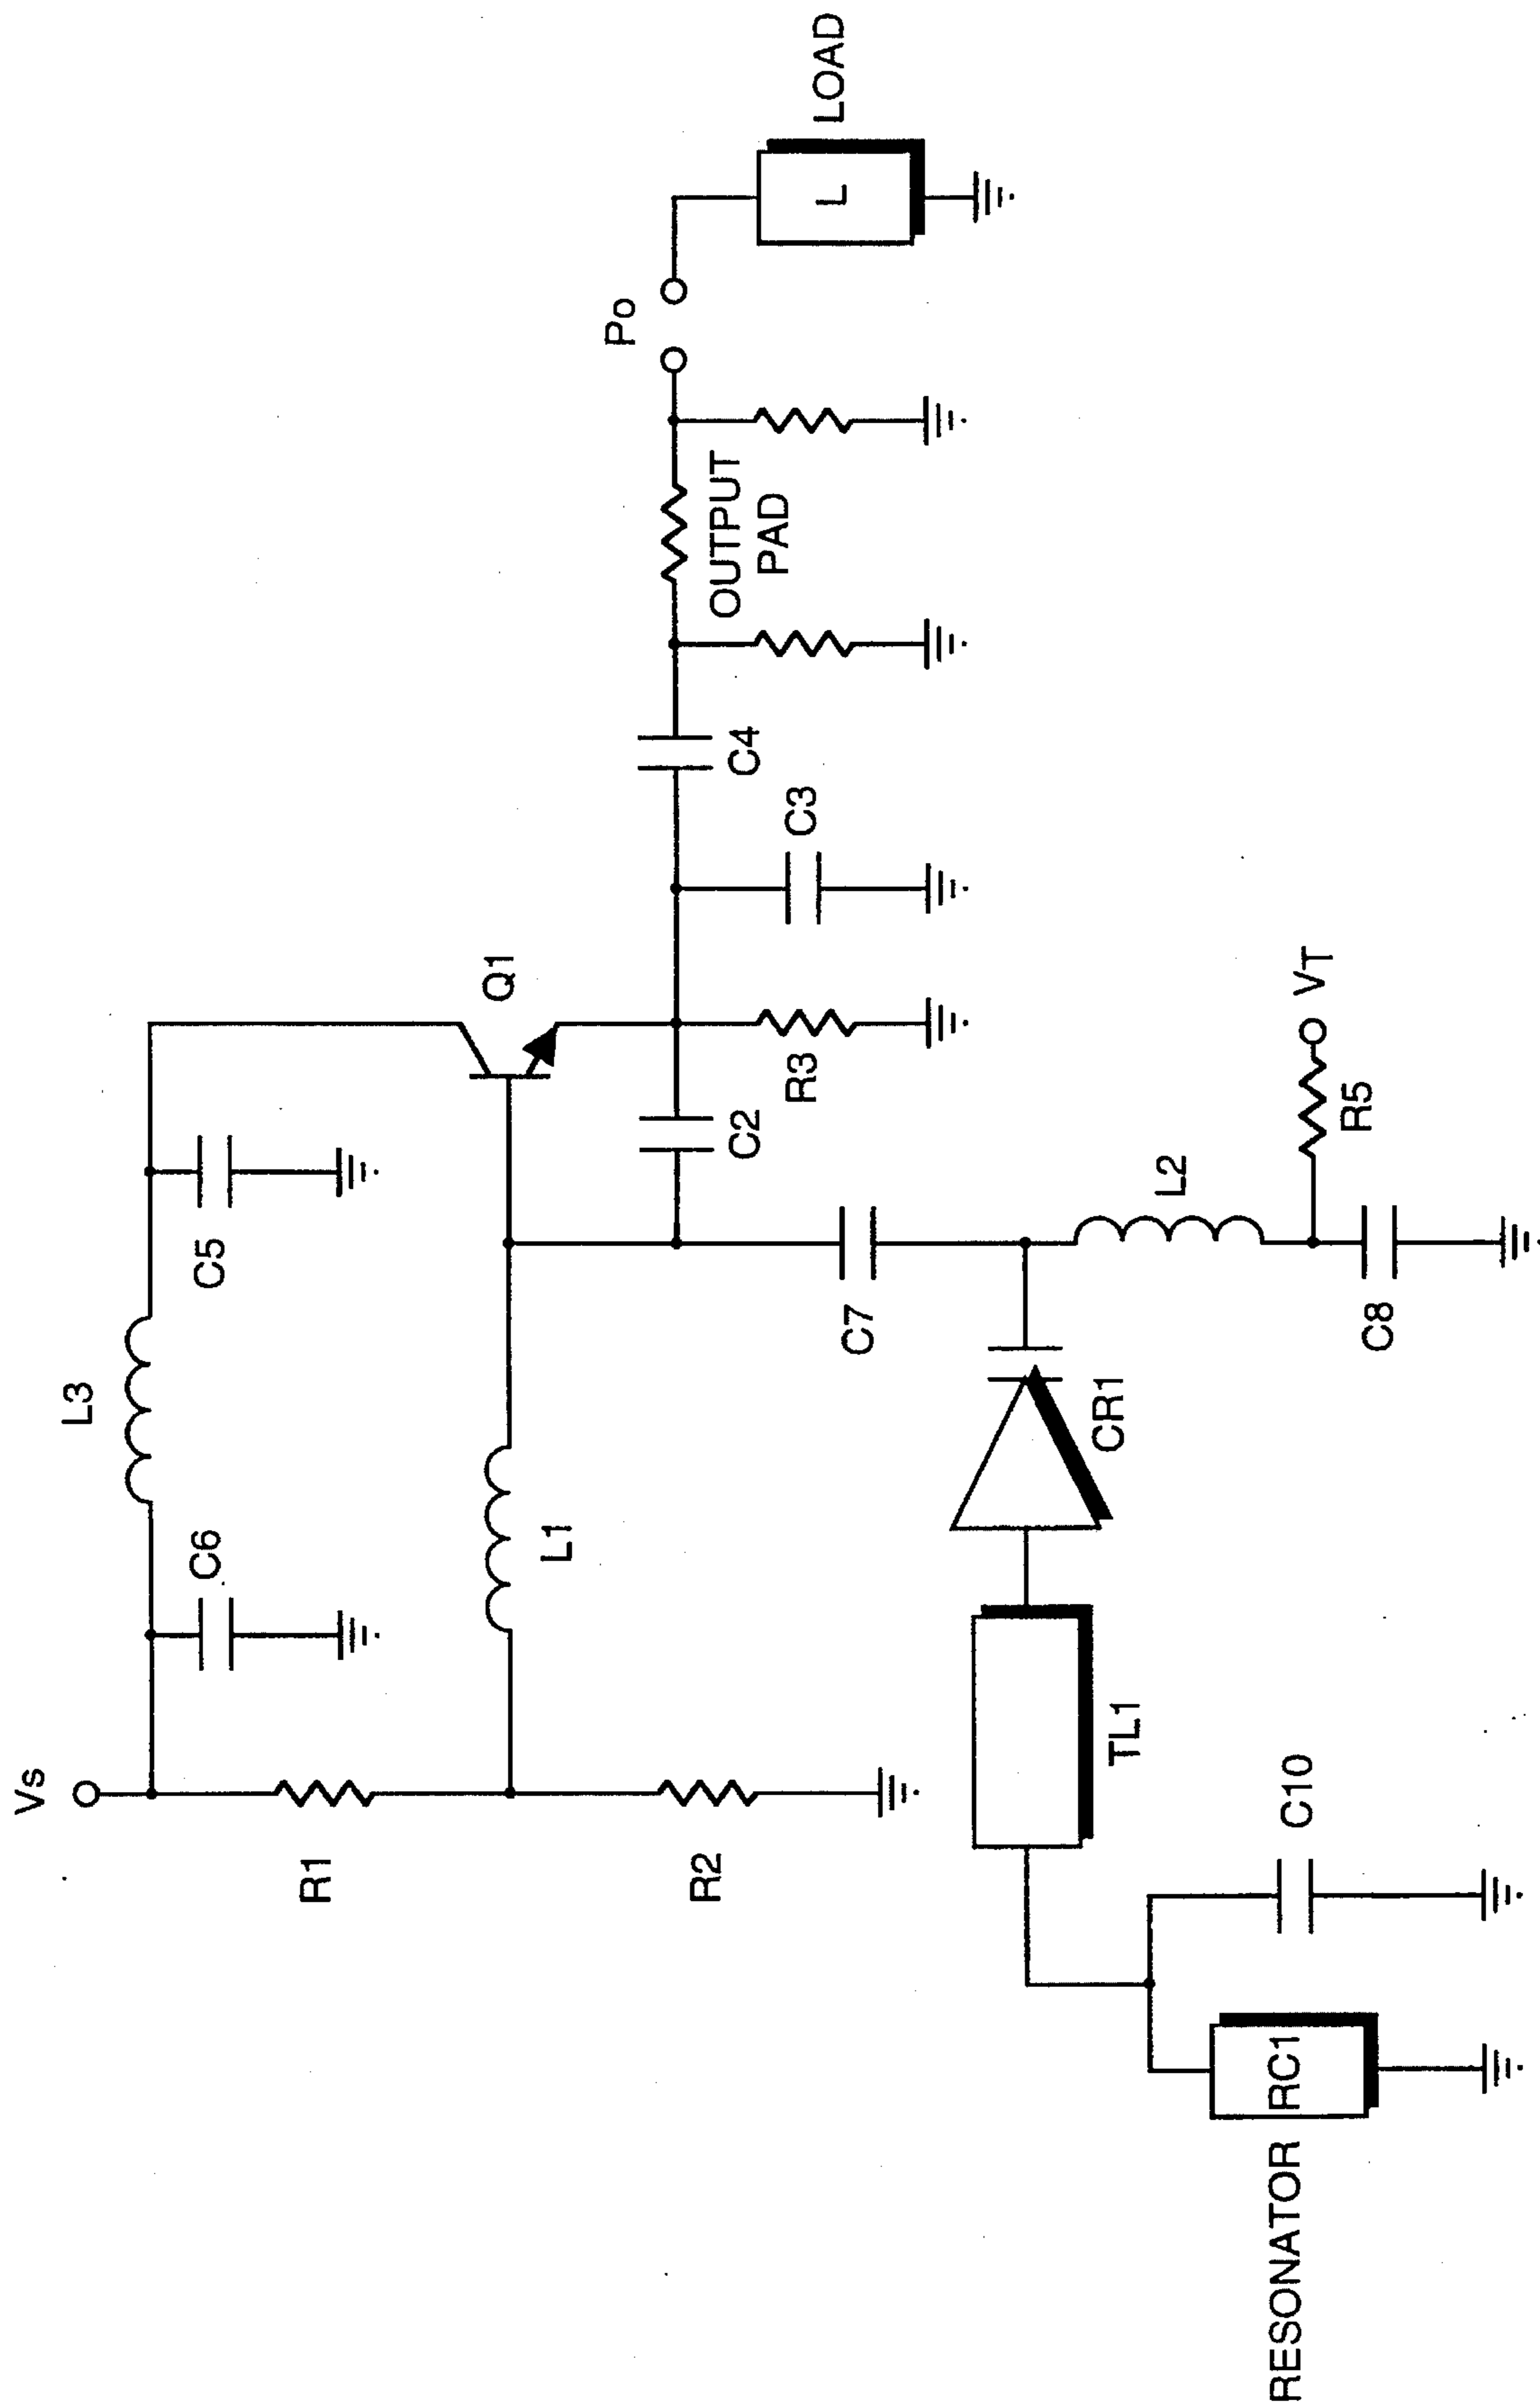 Vs
L3
C6
C5
R1
L1
Q1
R2
C2
R3
C3
C4
OUTPUT
PAD
Po
L
LOAD
C7
L2
R5
VT
C8
CR1
TL1
C10
RC1
RESONATOR